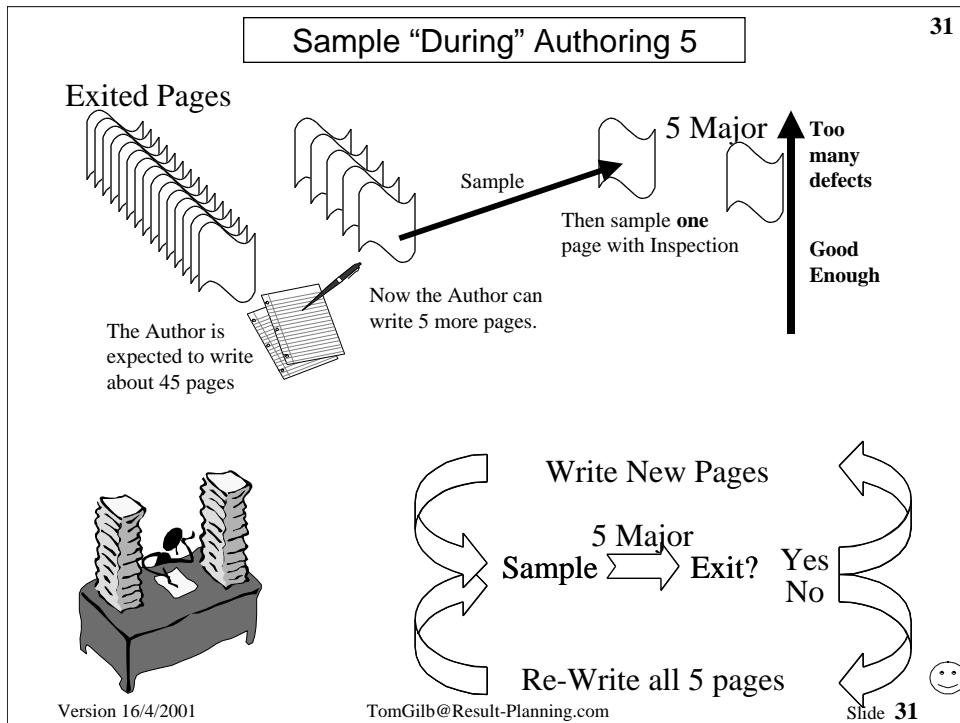 31
Sample “During” Authoring 5
Exited Pages
5 Major
Too
many
defects
Sample
Then sample one
page with Inspection
Good
Enough
Now the Author can
write 5 more pages.
The Author is
expected to write
about 45 pages
Write New Pages
5 Major
Sample
Exit?
Yes
No
Re-Write all 5 pages
Version 16/4/2001
TomGilb@Result-Planning.com
Slide 31